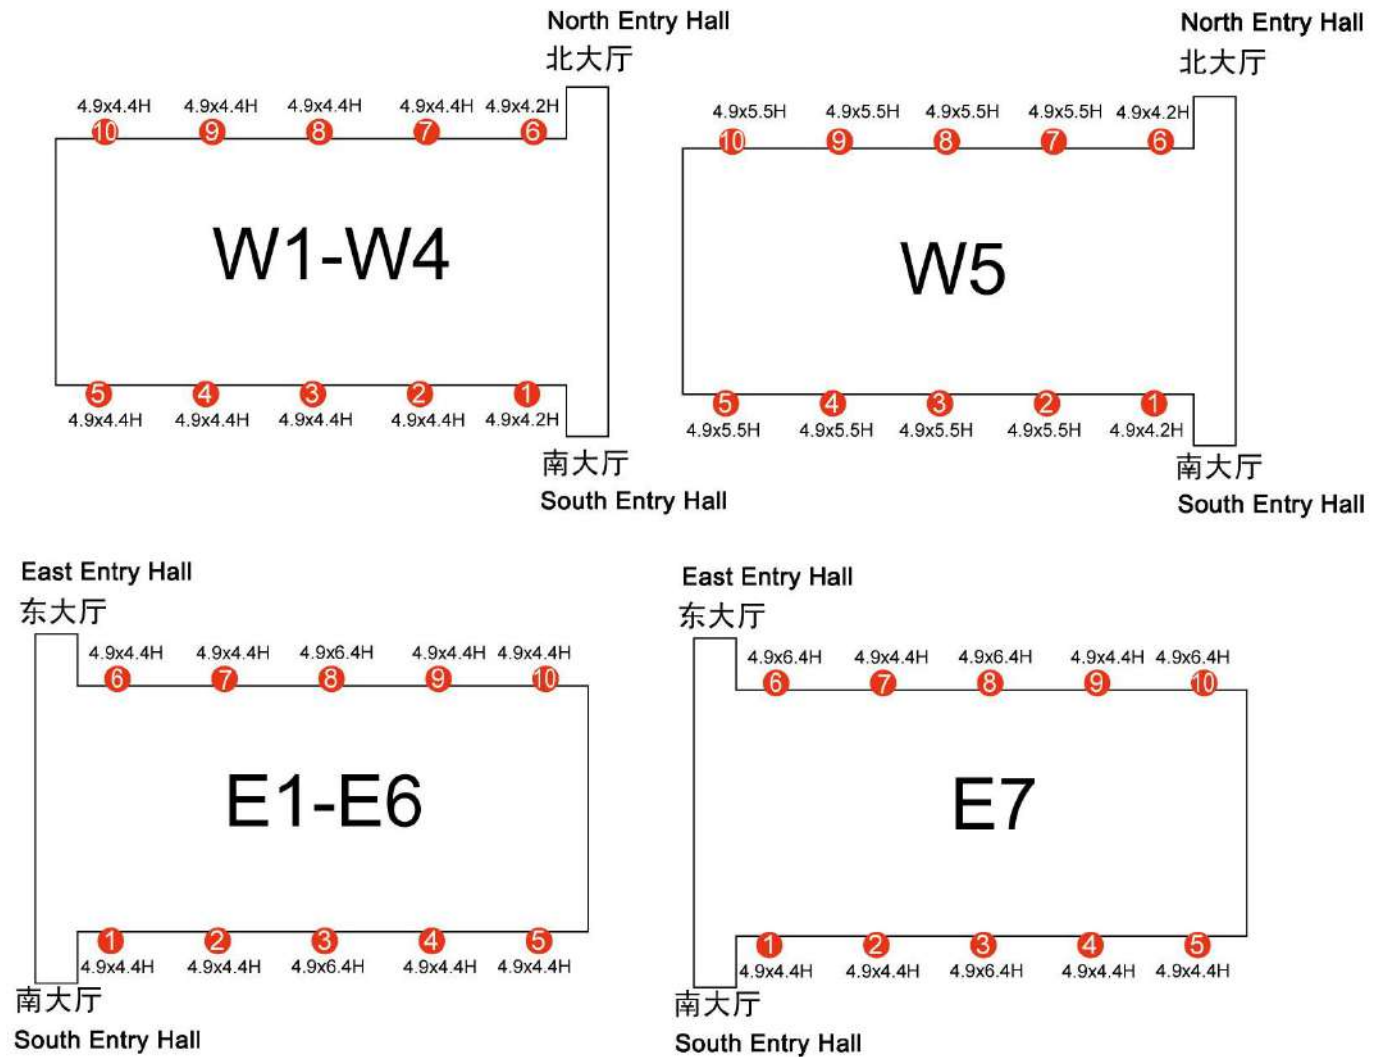 North Entry Hall
北大厅
4.9x4.4H 4.9x4.4H 4.9x4.4H 4.9x4.4H 4.9x4.2H
10 9 8 7 6
W1-W4
5 4 3 2 1
4.9x4.4H 4.9x4.4H 4.9x4.4H 4.9x4.4H 4.9x4.2H
南大厅
South Entry Hall
North Entry Hall
北大厅
4.9x5.5H 4.9x5.5H 4.9x5.5H 4.9x5.5H 4.9x4.2H
10 9 8 7 6
W5
5 4 3 2 1
4.9x5.5H 4.9x5.5H 4.9x5.5H 4.9x5.5H 4.9x4.2H
南大厅
South Entry Hall
East Entry Hall
东大厅
4.9x4.4H 4.9x4.4H 4.9x6.4H 4.9x4.4H 4.9x4.4H
6 7 8 9 10
E1-E6
1 2 3 4 5
4.9x4.4H 4.9x4.4H 4.9x6.4H 4.9x4.4H 4.9x4.4H
南大厅
South Entry Hall
East Entry Hall
东大厅
4.9x6.4H 4.9x4.4H 4.9x6.4H 4.9x4.4H 4.9x6.4H
6 7 8 9 10
E7
1 2 3 4 5
4.9x4.4H 4.9x4.4H 4.9x6.4H 4.9x4.4H 4.9x4.4H
南大厅
South Entry Hall